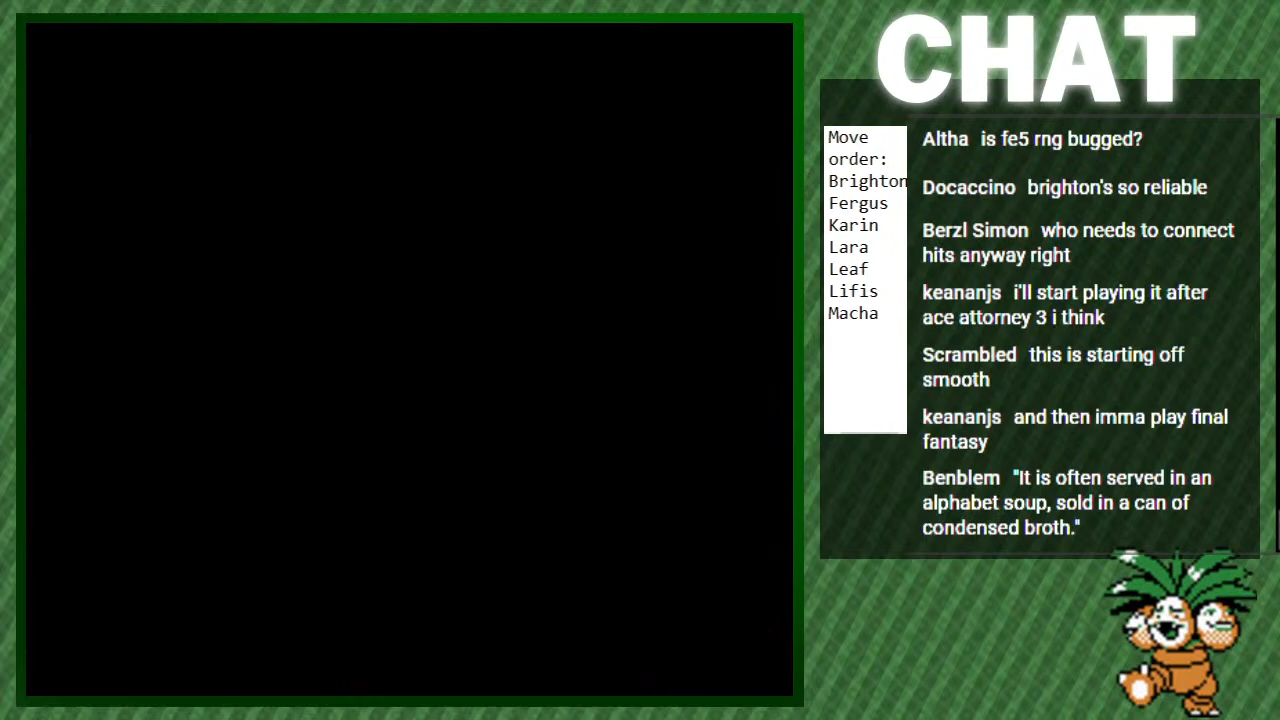 CHAT
Move
order:
Brighton
Fergus
Karin
Lara
Leaf
Lifis
Macha
Altha is fe5 rng bugged?
Docaccino brighton's so reliable
Berzl Simon who needs to connect
hits anyway right
keananjs i'll start playing it after
ace attorney 3 i think
Scrambled this is starting off
smooth
keananjs and then imma play final
fantasy
Benblem "It is often served in an
alphabet soup, sold in a can of
condensed broth."